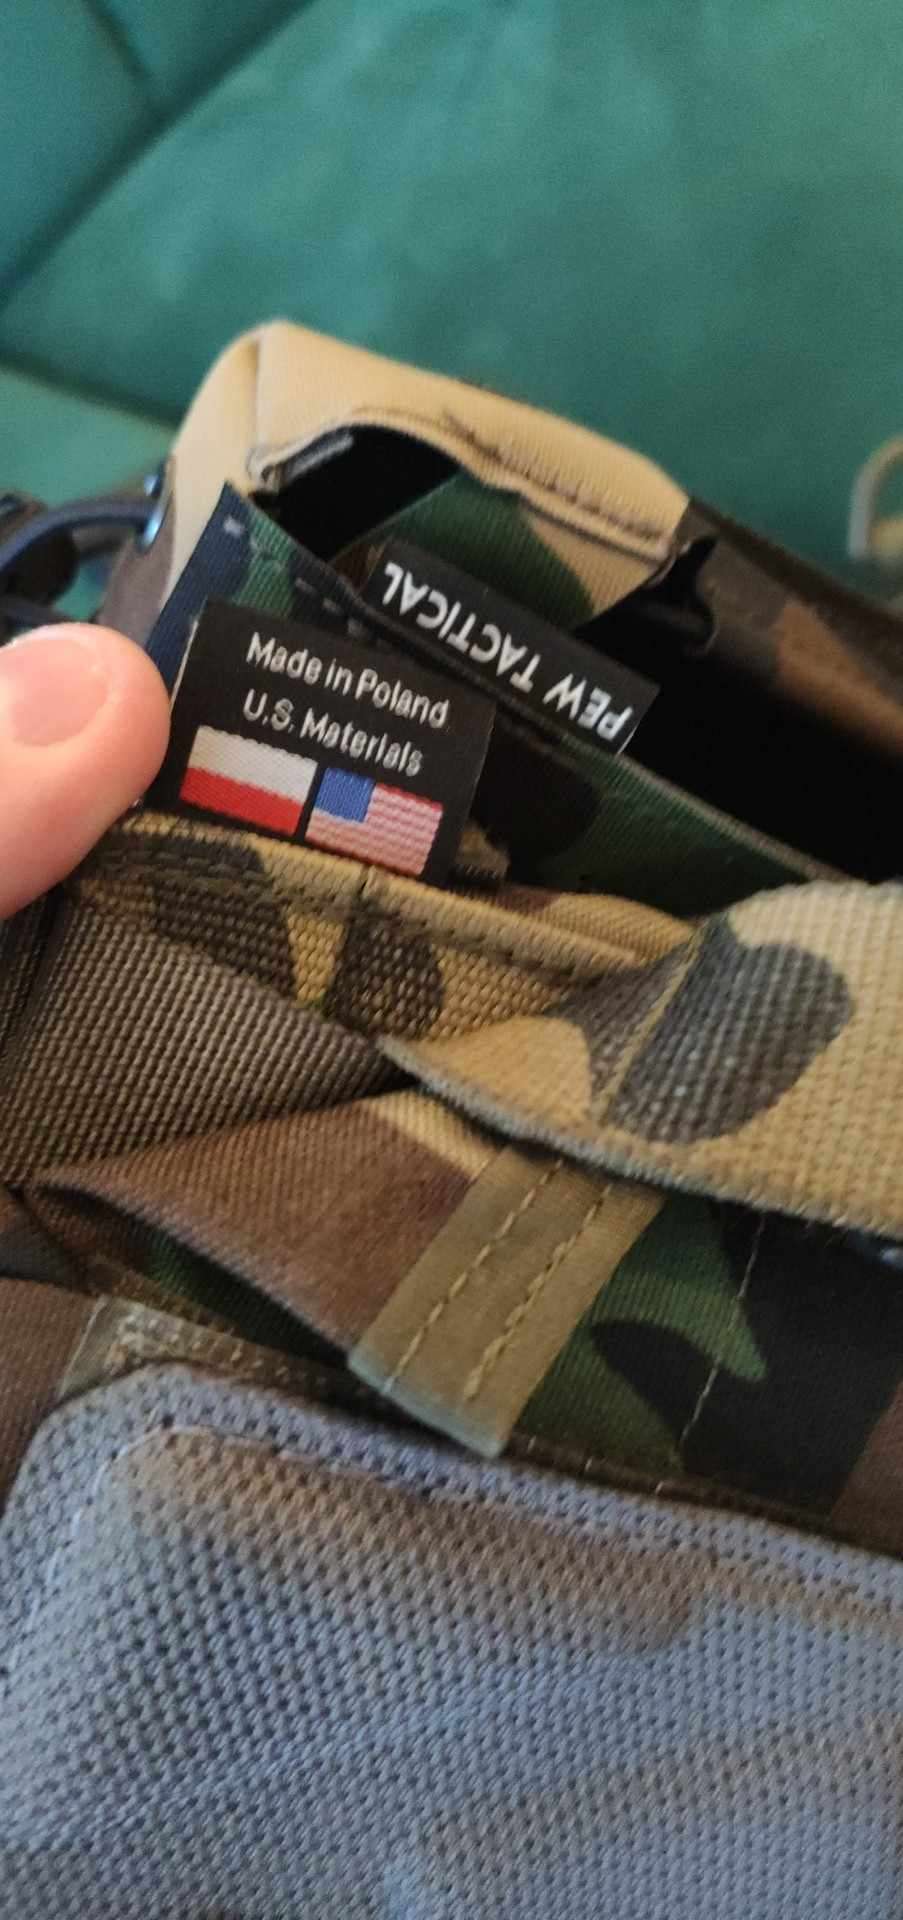 PEW TACTICAL
Made in Poland
U.S. Materials